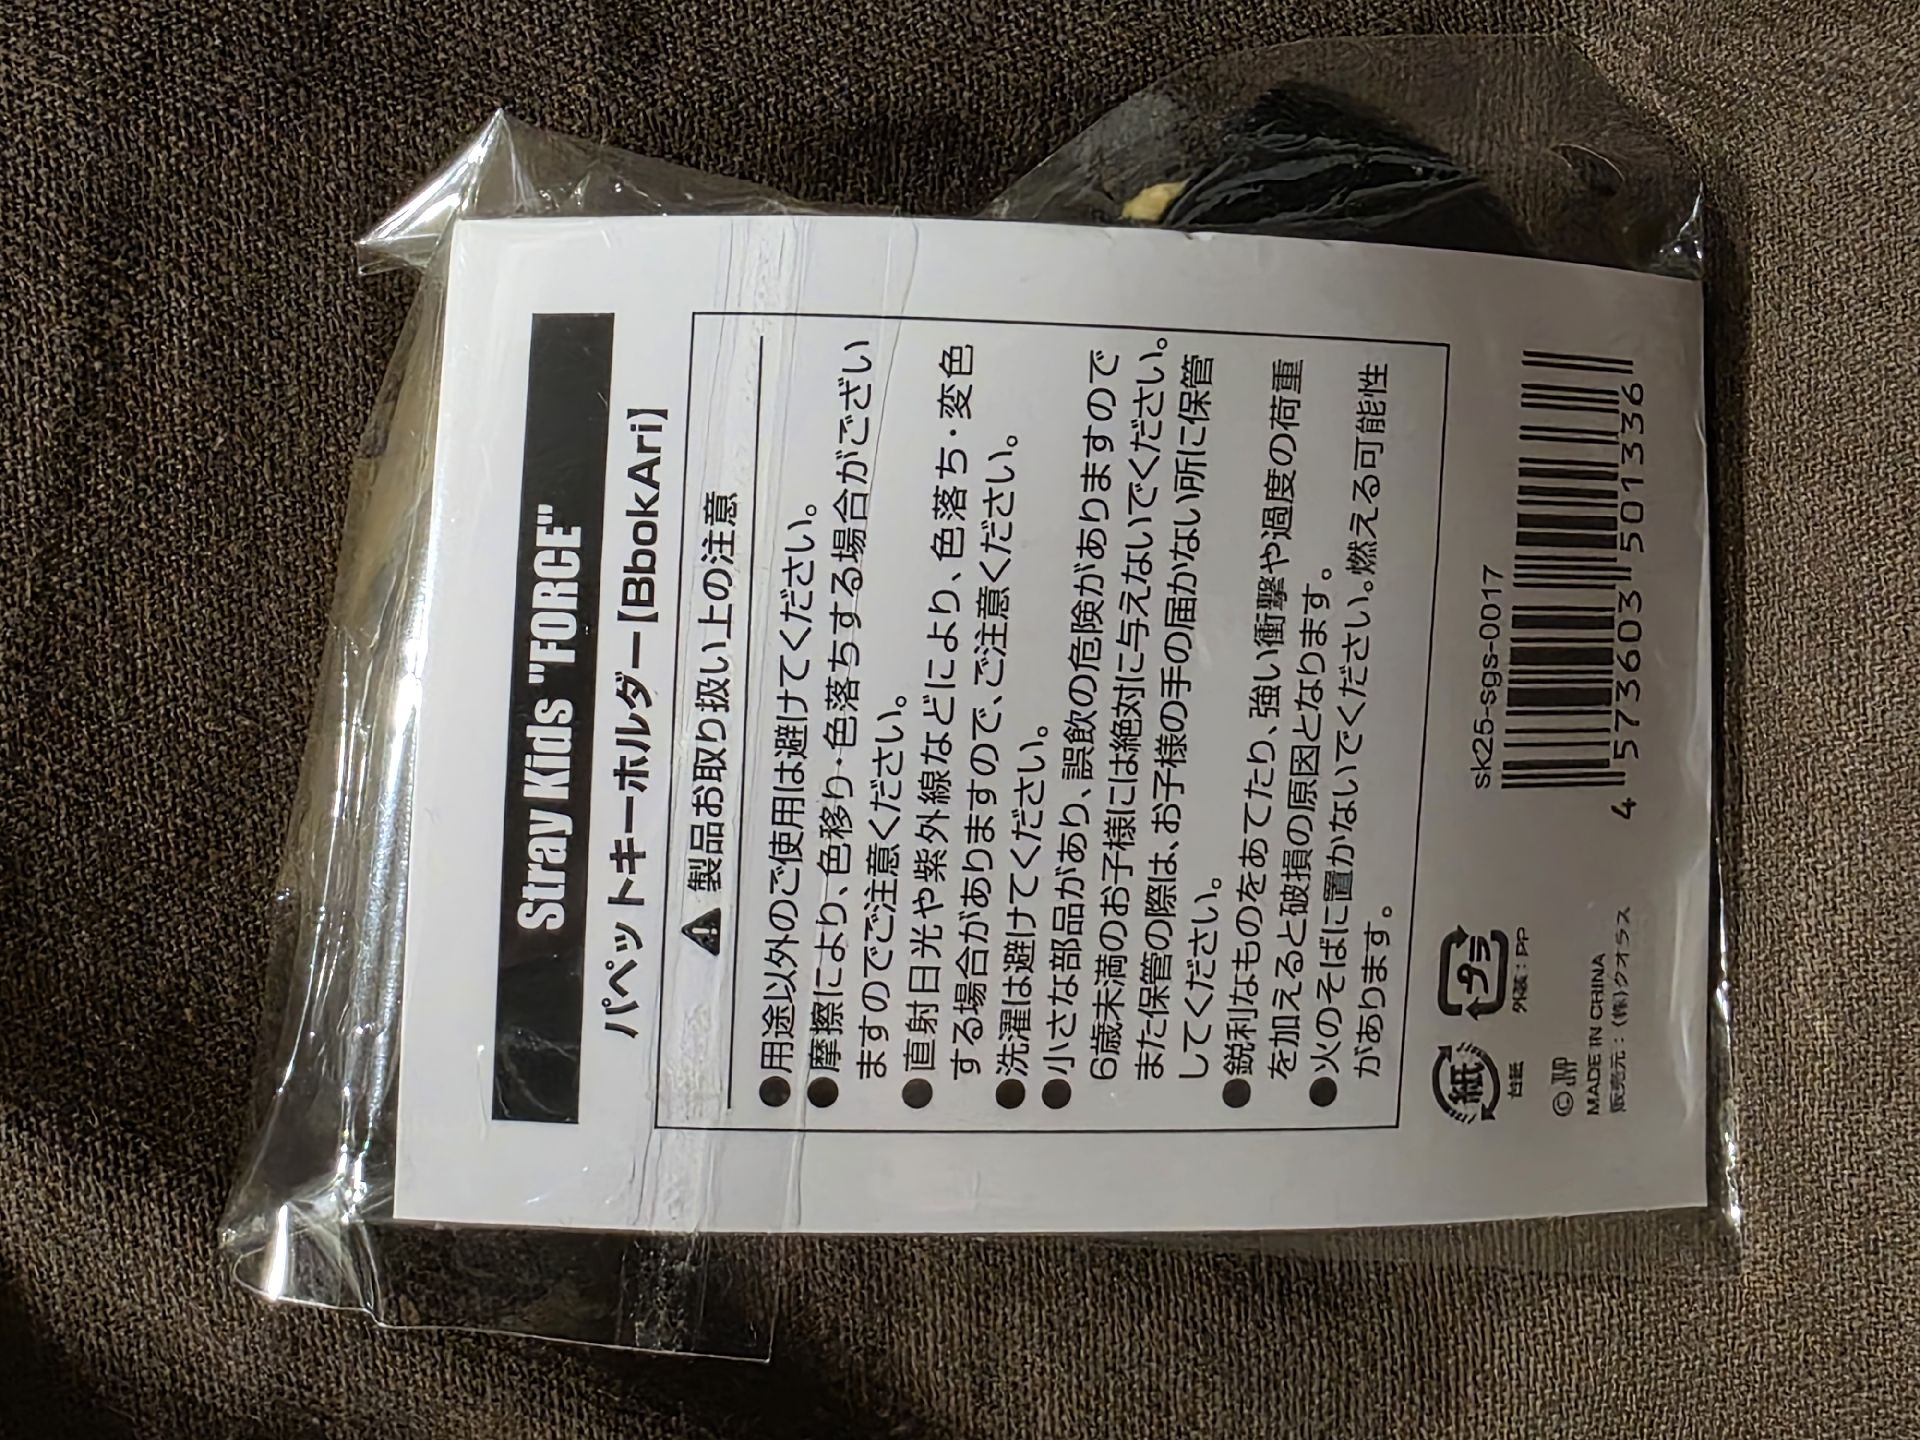 Stray Kids "FORCE"
パペットキーホルダー【BbokAri】
製品お取り扱い上の注意
●用途以外のご使用は避けてください。
●摩擦により、色移り・色落ちする場合がござい
ますのでご注意ください。
●直射日光や紫外線などにより、色落ち・変色
する場合がありますので、ご注意ください。
●洗濯は避けてください。
●小さな部品があり、誤飲の危険がありますので
6歳未満のお子様には絶対に与えないでください。
また保管の際は、お子様の手の届かない所に保管
してください。
●鋭利なものをあてたり、強い衝撃や過度の荷重
を加えると破損の原因となります。
●火のそばに置かないでください。燃える可能性
があります。
紙
台紙
プラ
外袋：PP
sk25-sgs-0017
4 573603 501336
© JYP
MADE IN CHINA
販売元：（株）クオラス